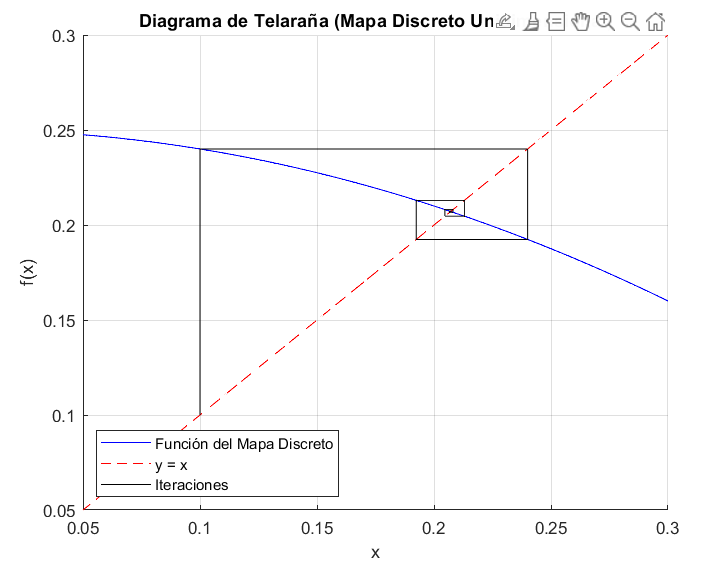 Diagrama de Telaraña (Mapa Discreto Un
0.3
0.25
0.2
0.15
0.1
0.05
f(x)
Función del Mapa Discreto
y = x
Iteraciones
0.05 0.1 0.15 0.2 0.25 0.3
x